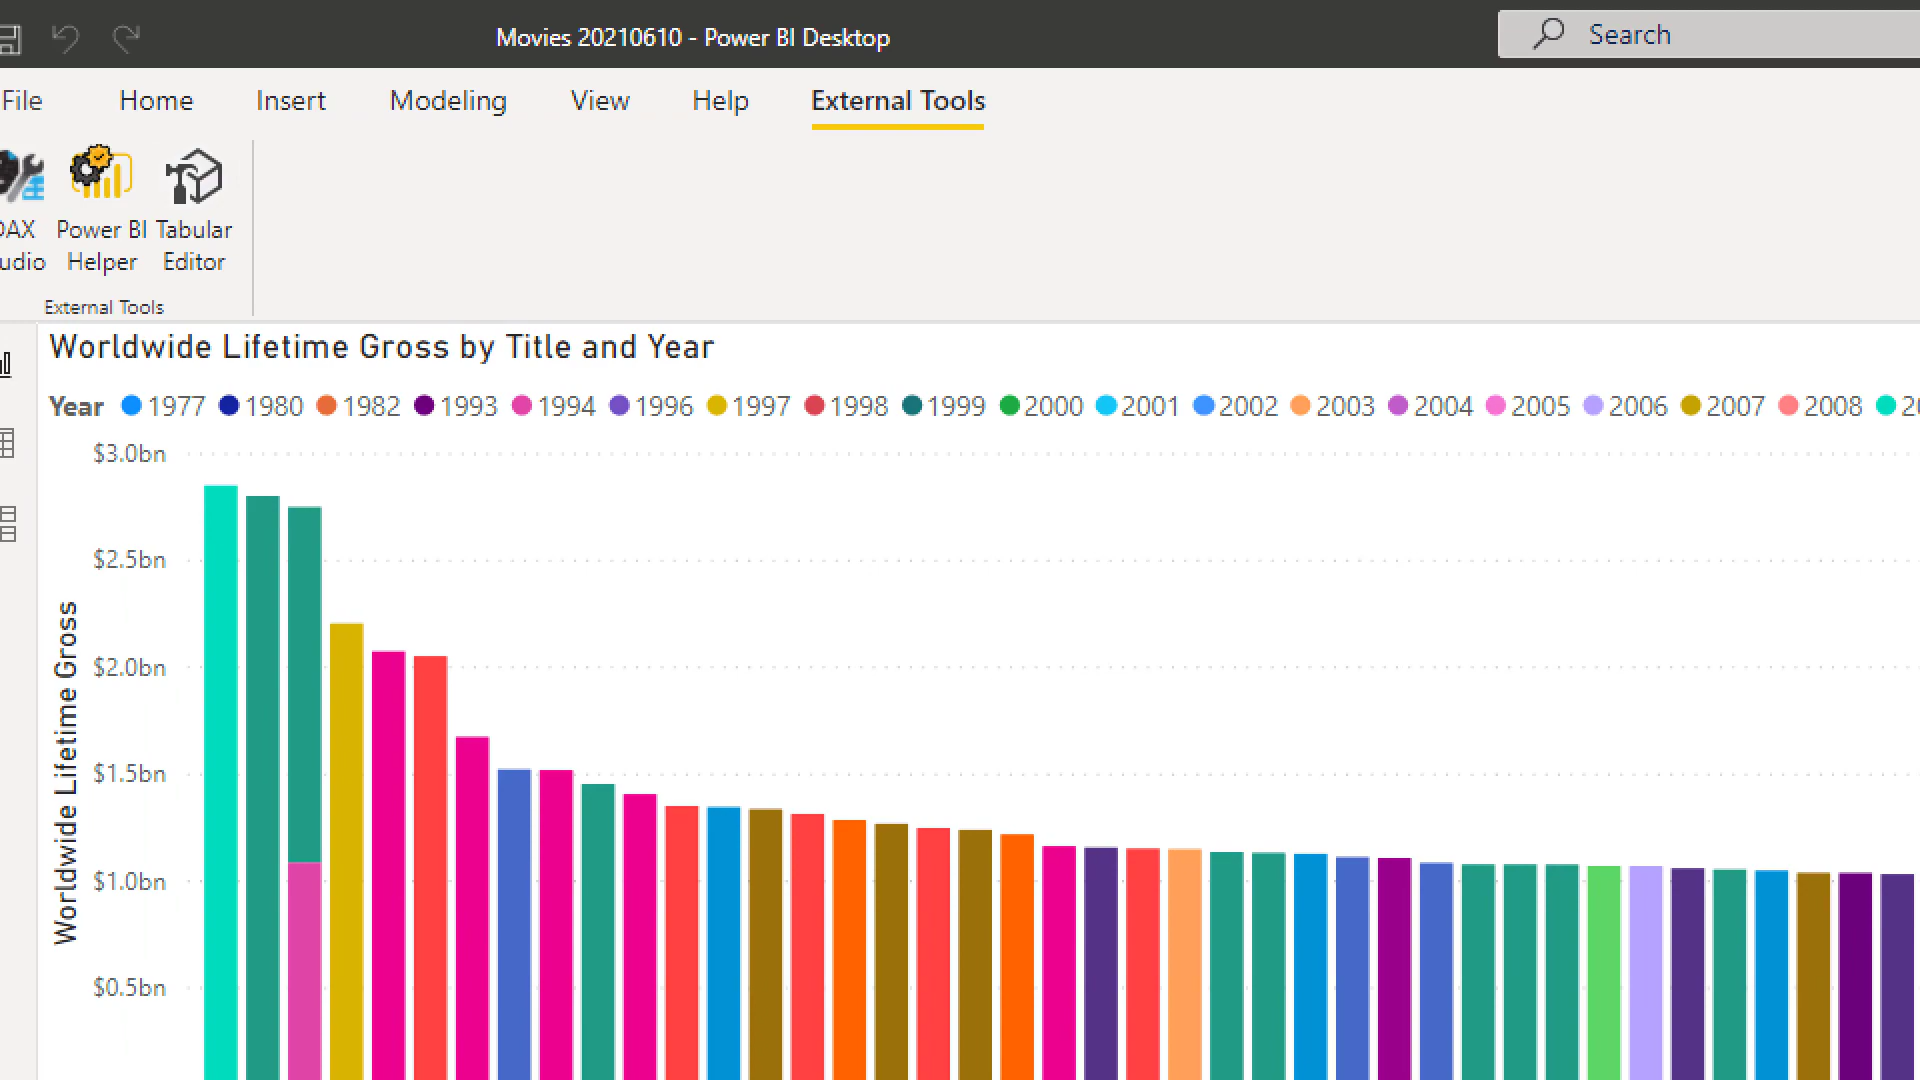 Movies 20210610 - Power BI Desktop
Search
File Home Insert Modeling View Help External Tools
DAX Power BI Tabular
udio Helper Editor
External Tools
Worldwide Lifetime Gross by Title and Year
Year 1977 1980 1982 1993 1994 1996 1997 1998 1999 2000 2001 2002 2003 2004 2005 2006 2007 2008
$3.0bn
$2.5bn
$2.0bn
$1.5bn
$1.0bn
$0.5bn
Worldwide Lifetime Gross